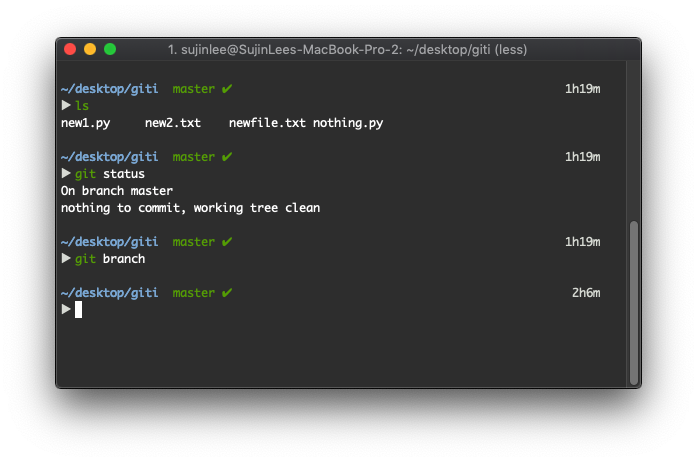 1. sujinlee@SujinLees-MacBook-Pro-2: ~/desktop/giti (less)
~/desktop/giti master ✔ 1h19m
▶ ls
new1.py new2.txt newfile.txt nothing.py
~/desktop/giti master ✔ 1h19m
▶ git status
On branch master
nothing to commit, working tree clean
~/desktop/giti master ✔ 1h19m
▶ git branch
~/desktop/giti master ✔ 2h6m
▶